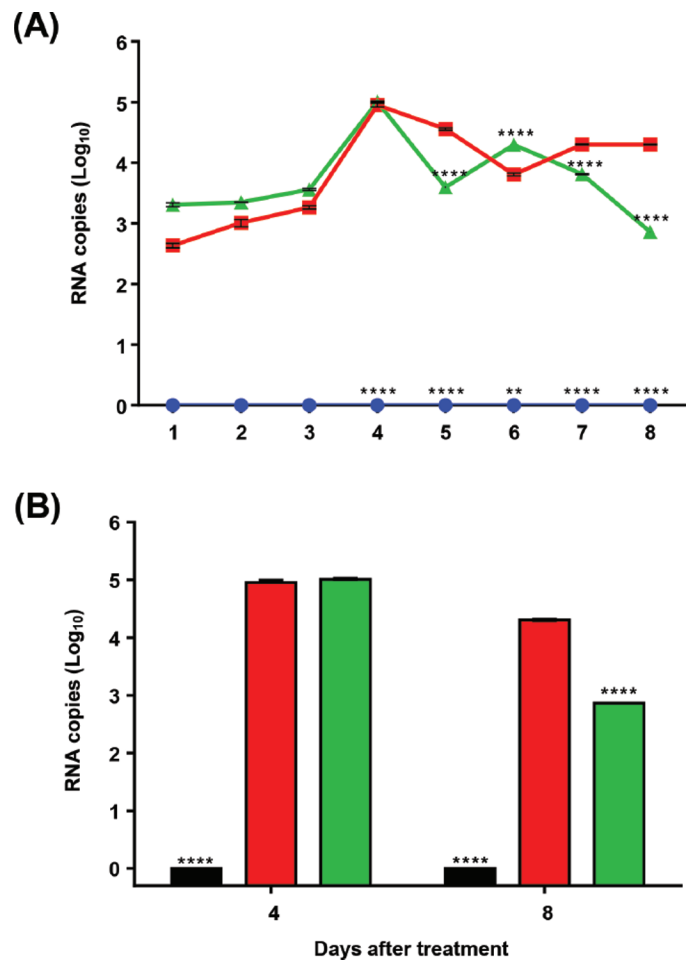 (A)
6
5
4
3
2
1
0
RNA copies (Log₁₀)
**** **** ** **** ****
**** **** **** ****
1 2 3 4 5 6 7 8
(B)
6
5
4
3
2
1
0
RNA copies (Log₁₀)
**** **** ****
4 8
Days after treatment